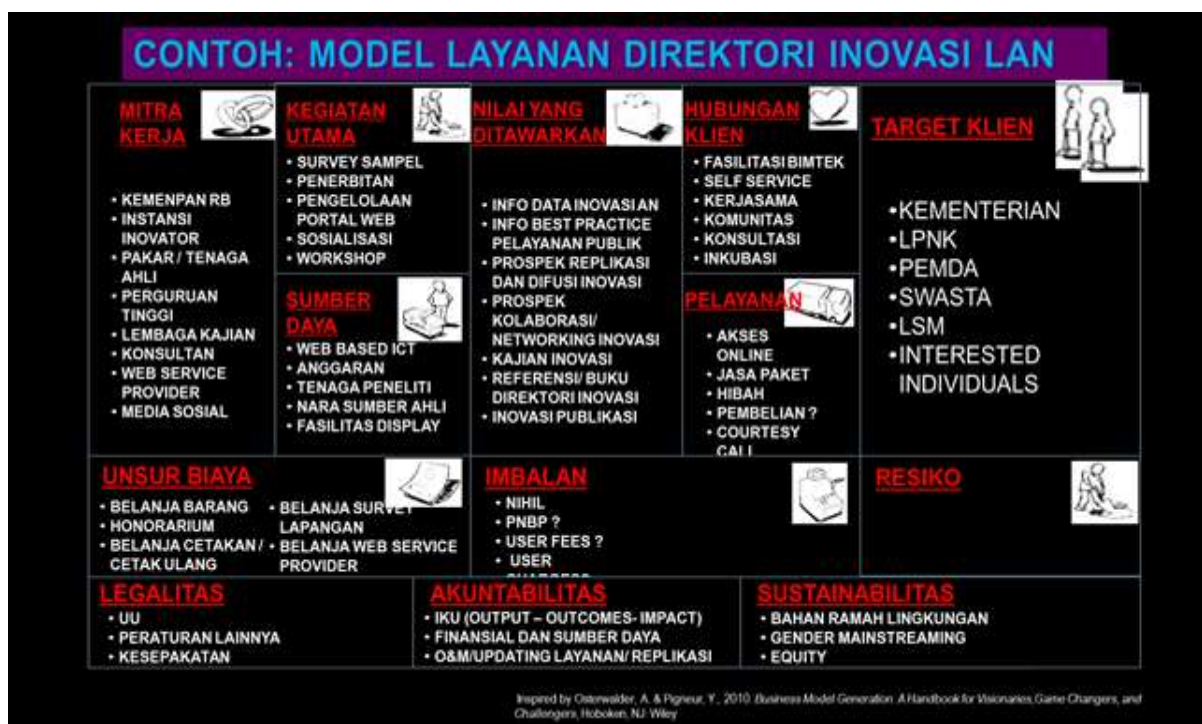 CONTOH: MODEL LAYANAN DIREKTORI INOVASI LAN
MITRA
KERJA
• KEMENPAN RB
• INSTANSI
INOVATOR
• PAKAR / TENAGA
AHLI
• PERGURUAN
TINGGI
• LEMBAGA KAJIAN
• KONSULTAN
• WEB SERVICE
PROVIDER
• MEDIA SOSIAL
KEGIATAN
UTAMA
• SURVEY SAMPEL
• PENERBITAN
• PENGELOLAAN
PORTAL WEB
• SOSIALISASI
• WORKSHOP
SUMBER
DAYA
• WEB BASED ICT
• ANGGARAN
• TENAGA PENELITI
• NARA SUMBER AHLI
• FASILITAS DISPLAY
NILAI YANG
DITAWARKAN
• INFO DATA INOVASI AN
• INFO BEST PRACTICE
PELAYANAN PUBLIK
• PROSPEK REPLIKASI
DAN DIFUSI INOVASI
• PROSPEK
KOLABORASI/
NETWORKING INOVASI
• KAJIAN INOVASI
• REFERENSI/ BUKU
DIREKTORI INOVASI
• INOVASI PUBLIKASI
HUBUNGAN
KLIEN
• FASILITASI BIMTEK
• SELF SERVICE
• KERJASAMA
• KOMUNITAS
• KONSULTASI
• INKUBASI
PELAYANAN
• AKSES
ONLINE
• JASA PAKET
• HIBAH
• PEMBELIAN ?
• COURTESY
CALL
TARGET KLIEN
•KEMENTERIAN
•LPNK
•PEMDA
•SWASTA
•LSM
•INTERESTED
INDIVIDUALS
UNSUR BIAYA
• BELANJA BARANG
• HONORARIUM
• BELANJA CETAKAN /
CETAK ULANG
• BELANJA SURVEY
LAPANGAN
• BELANJA WEB SERVICE
PROVIDER
IMBALAN
• NIHIL
• PNBP ?
• USER FEES ?
• USER
RESIKO
LEGALITAS
• UU
• PERATURAN LAINNYA
• KESEPAKATAN
AKUNTABILITAS
• IKU (OUTPUT – OUTCOMES- IMPACT)
• FINANSIAL DAN SUMBER DAYA
• O&M/UPDATING LAYANAN/ REPLIKASI
SUSTAINABILITAS
• BAHAN RAMAH LINGKUNGAN
• GENDER MAINSTREAMING
• EQUITY
Inspired by Osterwalder, A. & Pigneur, Y., 2010. Business Model Generation. A Handbook for Visionaries, Game Changers, and
Challengers, Hoboken, NJ: Wiley